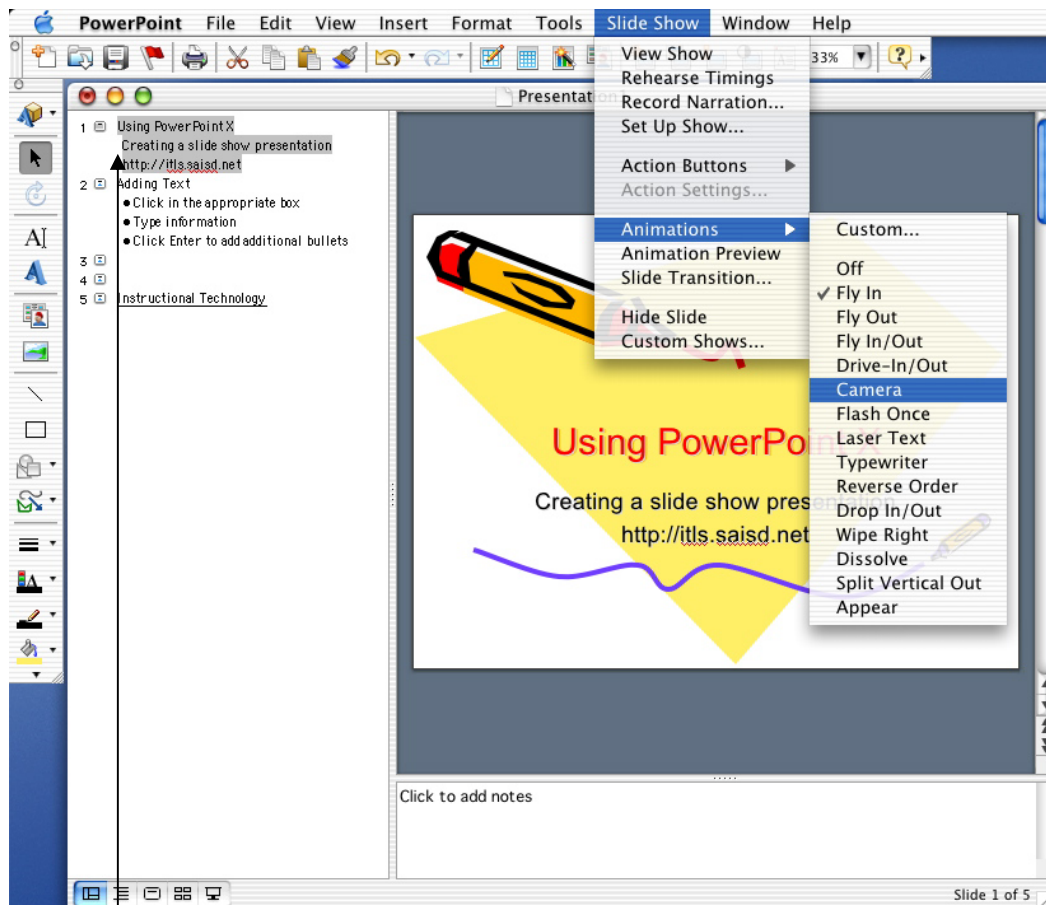 PowerPoint File Edit View Insert Format Tools Slide Show Window Help
33%
Presentation
1 Using PowerPoint X
Creating a slide show presentation
http://itls.saisd.net
2 Adding Text
• Click in the appropriate box
• Type information
• Click Enter to add additional bullets
3
4
5 Instructional Technology
View Show
Rehearse Timings
Record Narration...
Set Up Show...
Action Buttons
Action Settings...
Animations
Animation Preview
Slide Transition...
Hide Slide
Custom Shows...
Custom...
Off
✓ Fly In
Fly Out
Fly In/Out
Drive-In/Out
Camera
Flash Once
Laser Text
Typewriter
Reverse Order
Drop In/Out
Wipe Right
Dissolve
Split Vertical Out
Appear
Using PowerPoint X
Creating a slide show presentation
http://itls.saisd.net
Click to add notes
Slide 1 of 5